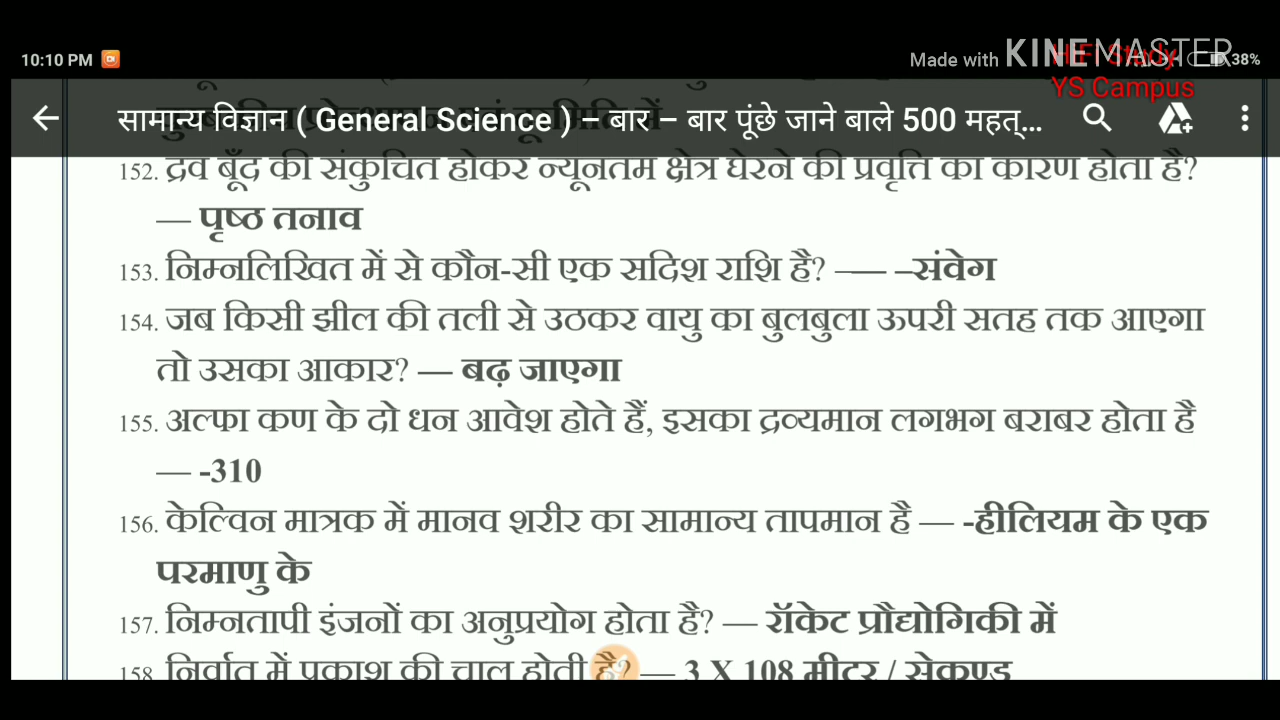 10:10 PM
Made with KINEMASTER
Hi Fi Study 38%
YS Campus
सामान्य विज्ञान ( General Science ) – बार – बार पूंछे जाने बाले 500 महत्...
152. द्रव बूँद की संकुचित होकर न्यूनतम क्षेत्र घेरने की प्रवृत्ति का कारण होता है?
— पृष्ठ तनाव
153. निम्नलिखित में से कौन-सी एक सदिश राशि है? —– –संवेग
154. जब किसी झील की तली से उठकर वायु का बुलबुला ऊपरी सतह तक आएगा
तो उसका आकार? — बढ़ जाएगा
155. अल्फा कण के दो धन आवेश होते हैं, इसका द्रव्यमान लगभग बराबर होता है
— -310
156. केल्विन मात्रक में मानव शरीर का सामान्य तापमान है — -हीलियम के एक
परमाणु के
157. निम्नतापी इंजनों का अनुप्रयोग होता है? — रॉकेट प्रौद्योगिकी में
158. निर्वात में प्रकाश की चाल होती है? — 3 X 108 मीटर / सेकण्ड